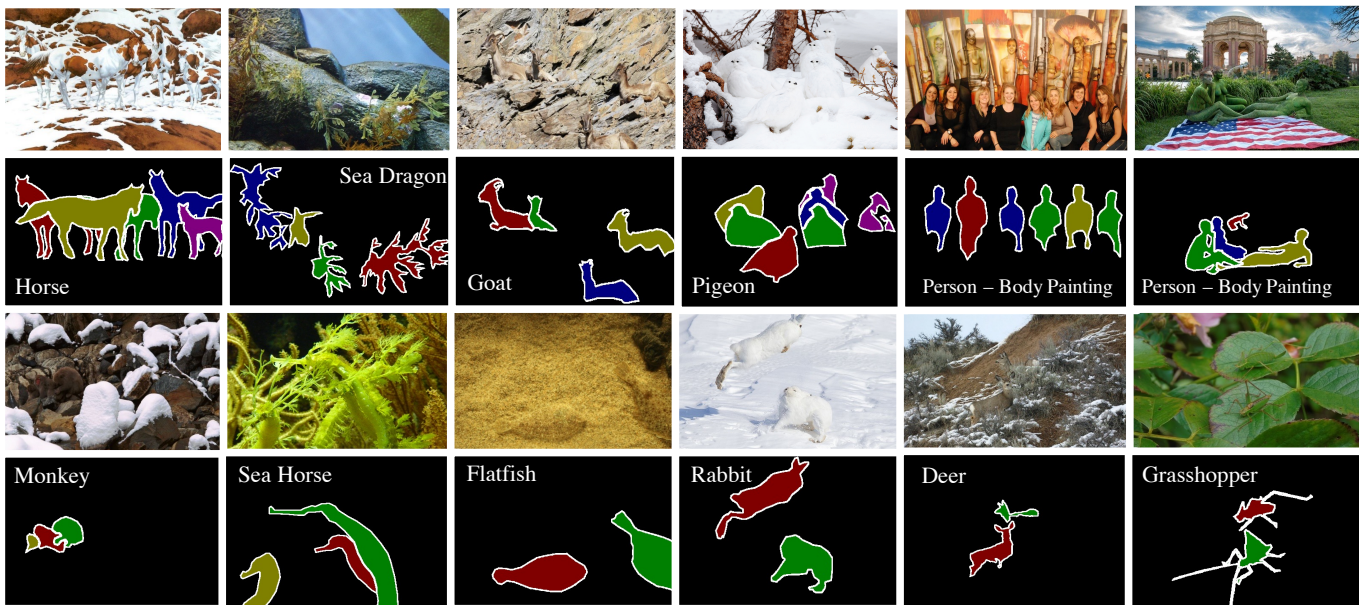 Sea Dragon
Horse
Goat
Pigeon
Person – Body Painting
Person – Body Painting
Monkey
Sea Horse
Flatfish
Rabbit
Deer
Grasshopper